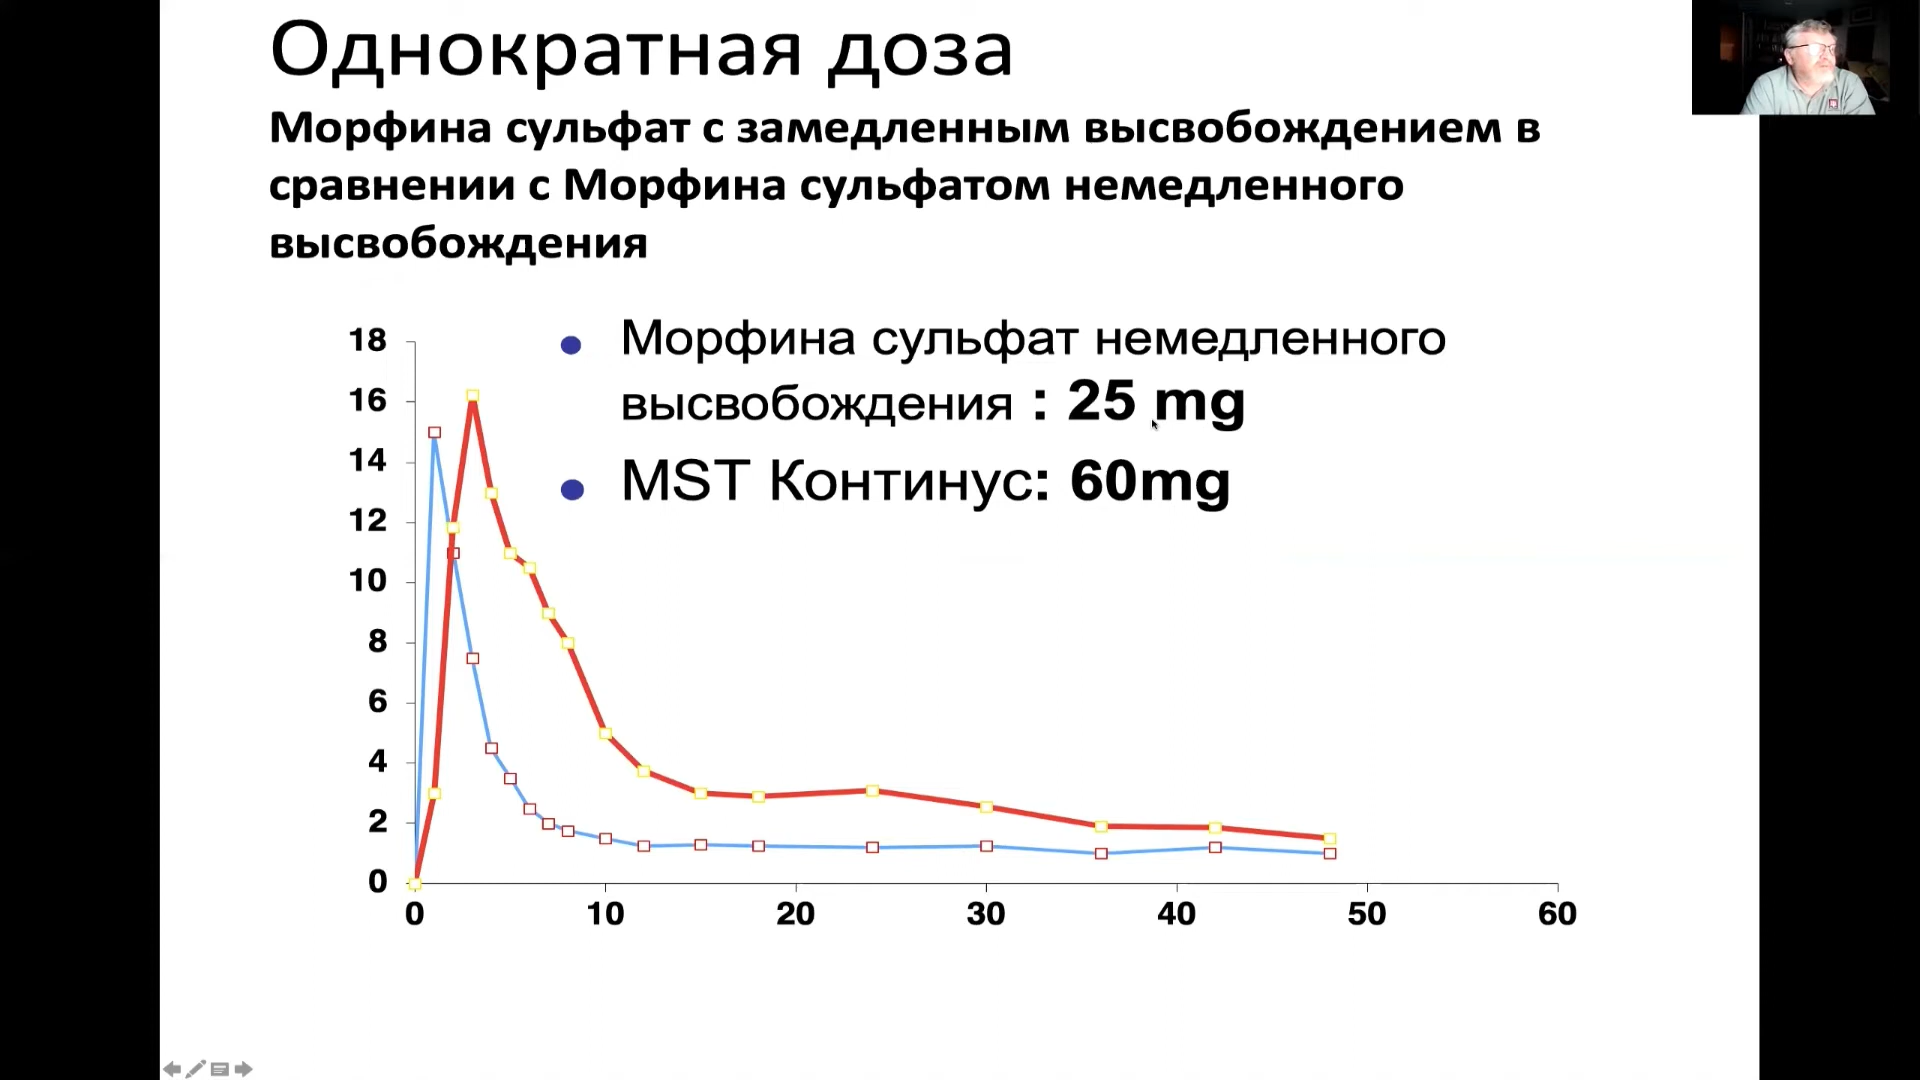 Однократная доза
Морфина сульфат с замедленным высвобождением в
сравнении с Морфина сульфатом немедленного
высвобождения
Морфина сульфат немедленного
высвобождения : 25 mg
MST Континус: 60mg
18
16
14
12
10
8
6
4
2
0
0 10 20 30 40 50 60